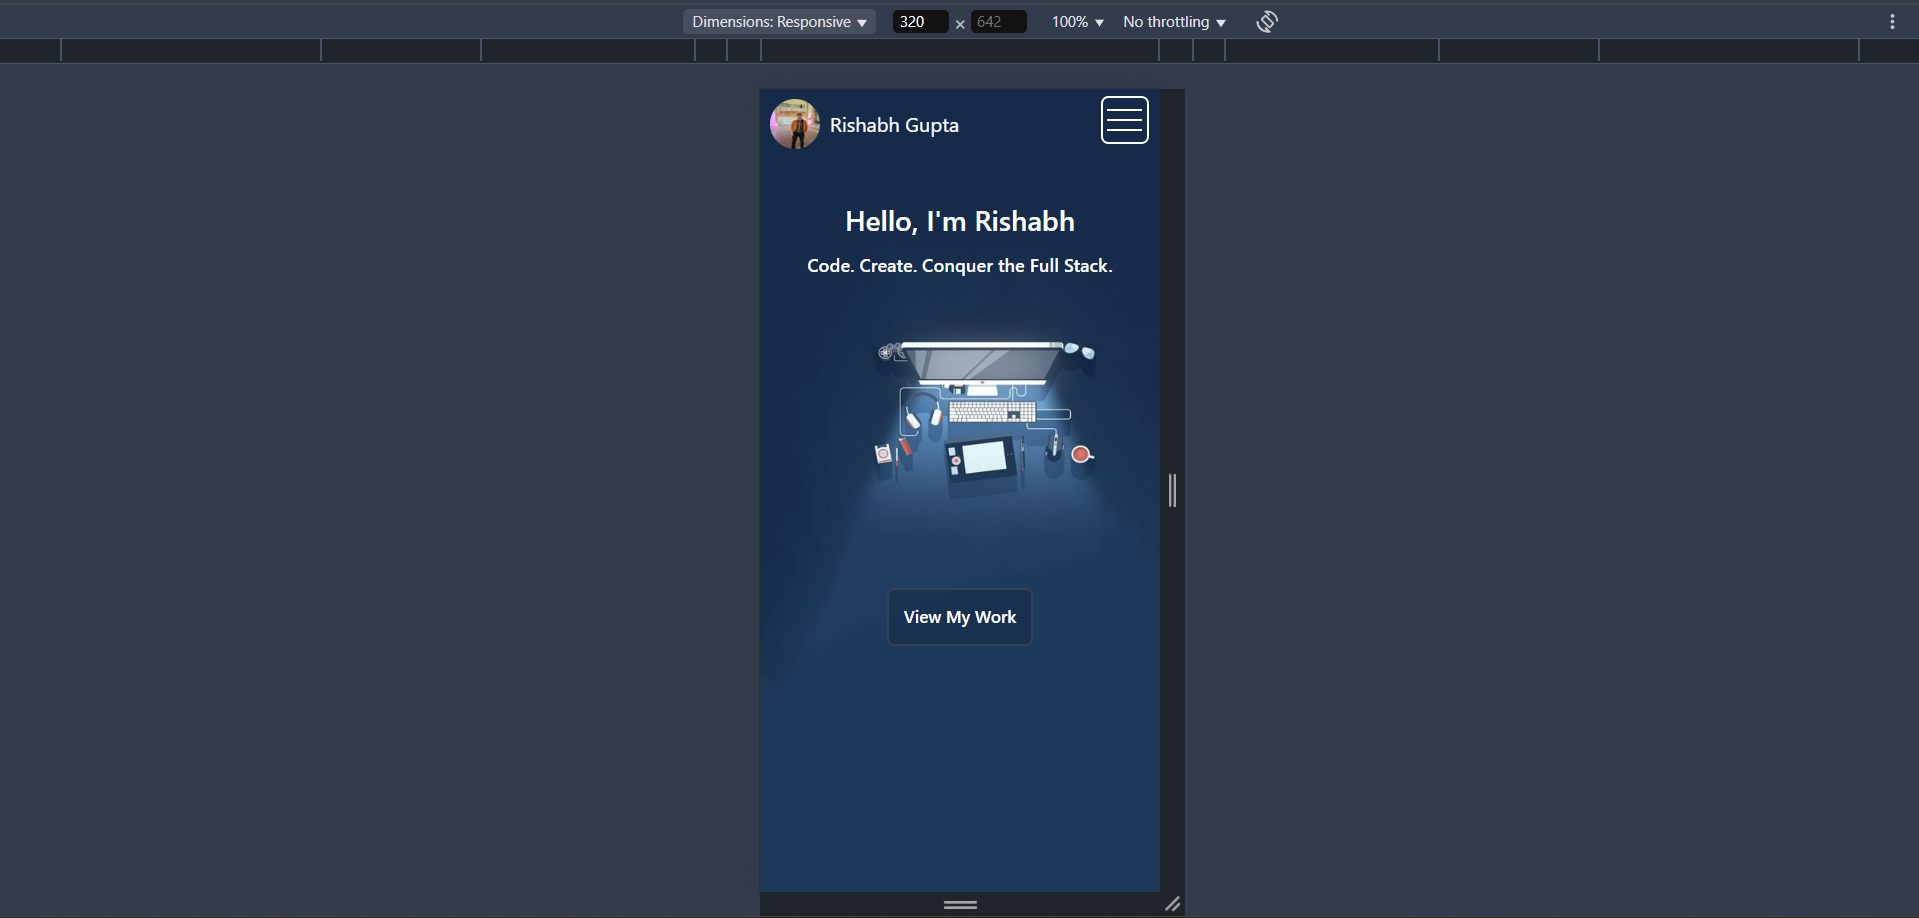 Dimensions: Responsive 320 × 642 100% No throttling
Rishabh Gupta
Hello, I'm Rishabh
Code. Create. Conquer the Full Stack.
View My Work